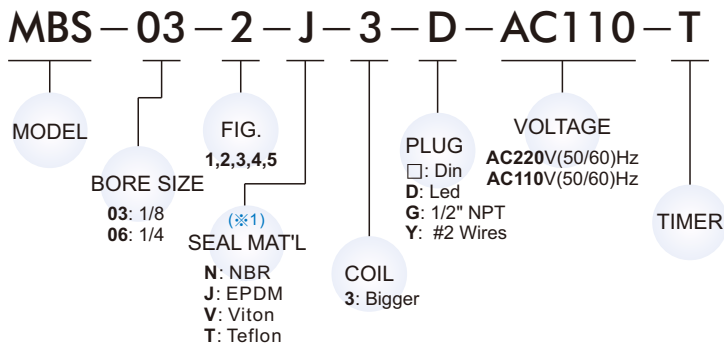 MBS-03-2-J-3-D-AC110-T
MODEL
BORE SIZE
03: 1/8
06: 1/4
FIG.
1,2,3,4,5
(※1)
SEAL MAT'L
N: NBR
J: EPDM
V: Viton
T: Teflon
COIL
3: Bigger
PLUG
□: Din
D: Led
G: 1/2" NPT
Y: #2 Wires
VOLTAGE
AC220V(50/60)Hz
AC110V(50/60)Hz
TIMER